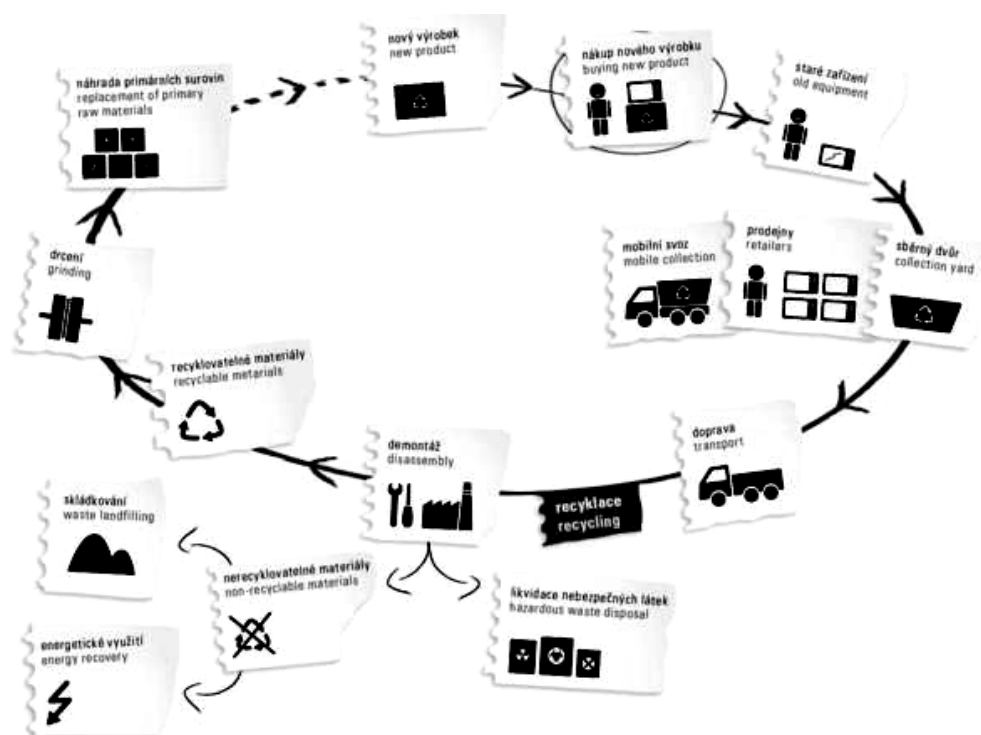 nový výrobek
new product
nákup nového výrobku
buying new product
staré zařízení
old equipment
náhrada primárních surovin
replacement of primary
raw materials
mobilní svoz
mobile collection
prodejny
retailers
sběrný dvůr
collection yard
drcení
grinding
recyklovatelné materiály
recyclable metarials
doprava
transport
demontáž
disassembly
recyklace
recycling
skládkování
waste landfilling
nerecyklovatelné materiály
non-recyclable materials
likvidace nebezpečných látek
hazardous waste disposal
energetické využití
energy recovery